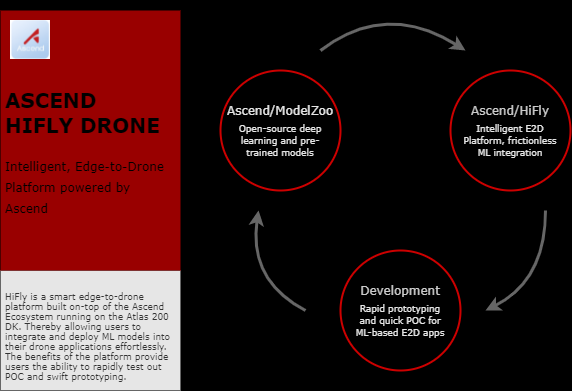 Ascend
ASCEND
HIFLY DRONE
Intelligent, Edge-to-Drone
Platform powered by
Ascend
HiFly is a smart edge-to-drone
platform built on-top of the Ascend
Ecosystem running on the Atlas 200
DK. Thereby allowing users to
integrate and deploy ML models into
their drone applications effortlessly.
The benefits of the platform provide
users the ability to rapidly test out
POC and swift prototyping.
Ascend/ModelZoo
Open-source deep
learning and pre-
trained models
Ascend/HiFly
Intelligent E2D
Platform, frictionless
ML integration
Development
Rapid prototyping
and quick POC for
ML-based E2D apps